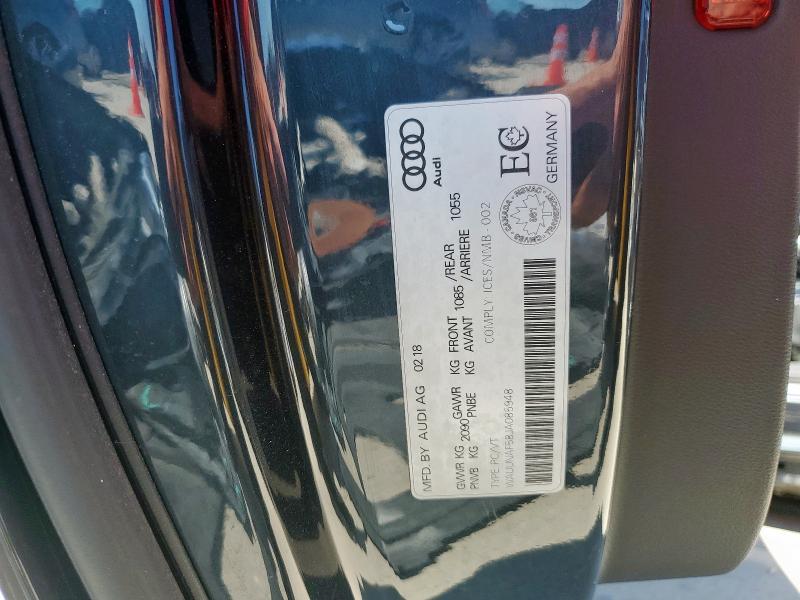 Audi
MFD. BY AUDI AG 02 18
GVWR KG 2090 GAWR KG FRONT 1085 /REAR 1055
PNVB KG PNBE KG AVANT /ARRIERE
TYPE:PC/VT COMPLY ICES/NMB-002
EC
GERMANY